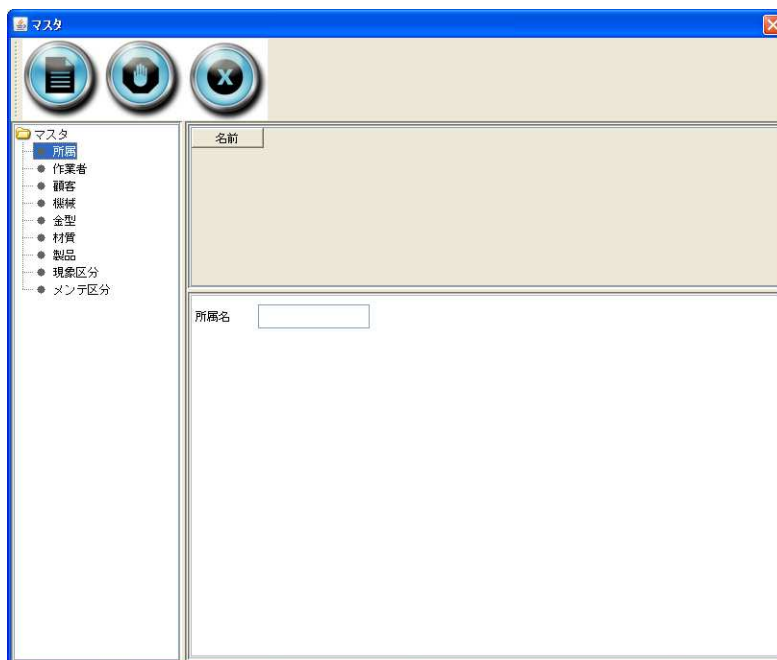 マスタ
X
マスタ
所属
作業者
顧客
機械
金型
材質
製品
現象区分
メンテ区分
名前
所属名